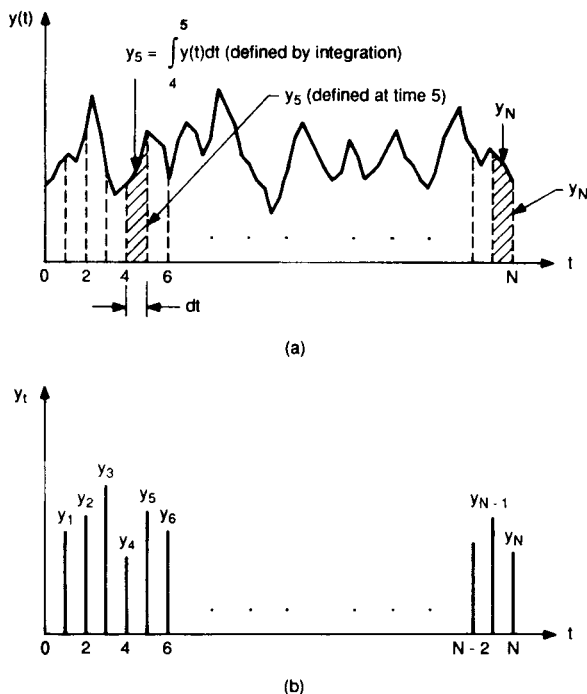 y(t)
5
y5 = ∫ y(t)dt (defined by integration)
4
y5 (defined at time 5)
yN
yN
0 2 4 6 . . . . . . N t
dt
(a)
yt
y1 y2 y3 y4 y5 y6 . . . . . . yN - 1 yN
0 2 4 6 N - 2 N t
(b)